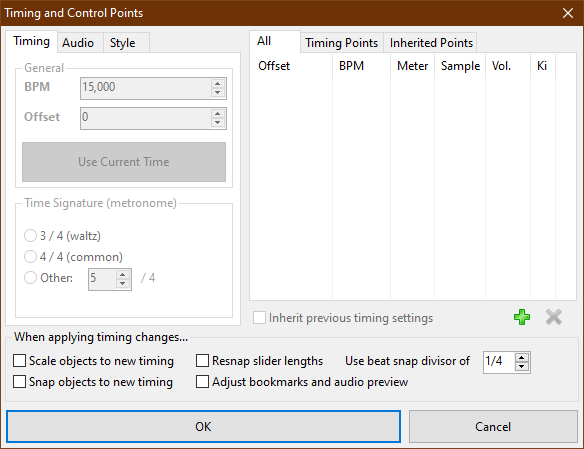 Timing and Control Points
Timing Audio Style
General
BPM 15,000
Offset 0
Use Current Time
Time Signature (metronome)
3 / 4 (waltz)
4 / 4 (common)
Other: 5 / 4
All Timing Points Inherited Points
Offset BPM Meter Sample Vol. Ki
Inherit previous timing settings
When applying timing changes...
Scale objects to new timing Resnap slider lengths Use beat snap divisor of 1/4
Snap objects to new timing Adjust bookmarks and audio preview
OK Cancel